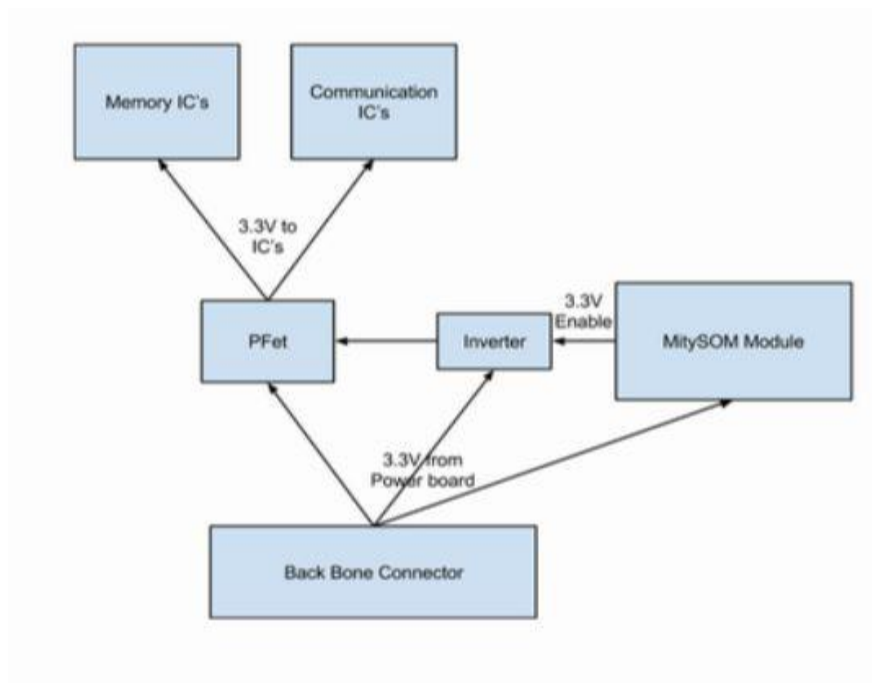 Memory IC's
Communication
IC's
3.3V to
IC's
PFet
Inverter
3.3V
Enable
MitySOM Module
3.3V from
Power board
Back Bone Connector